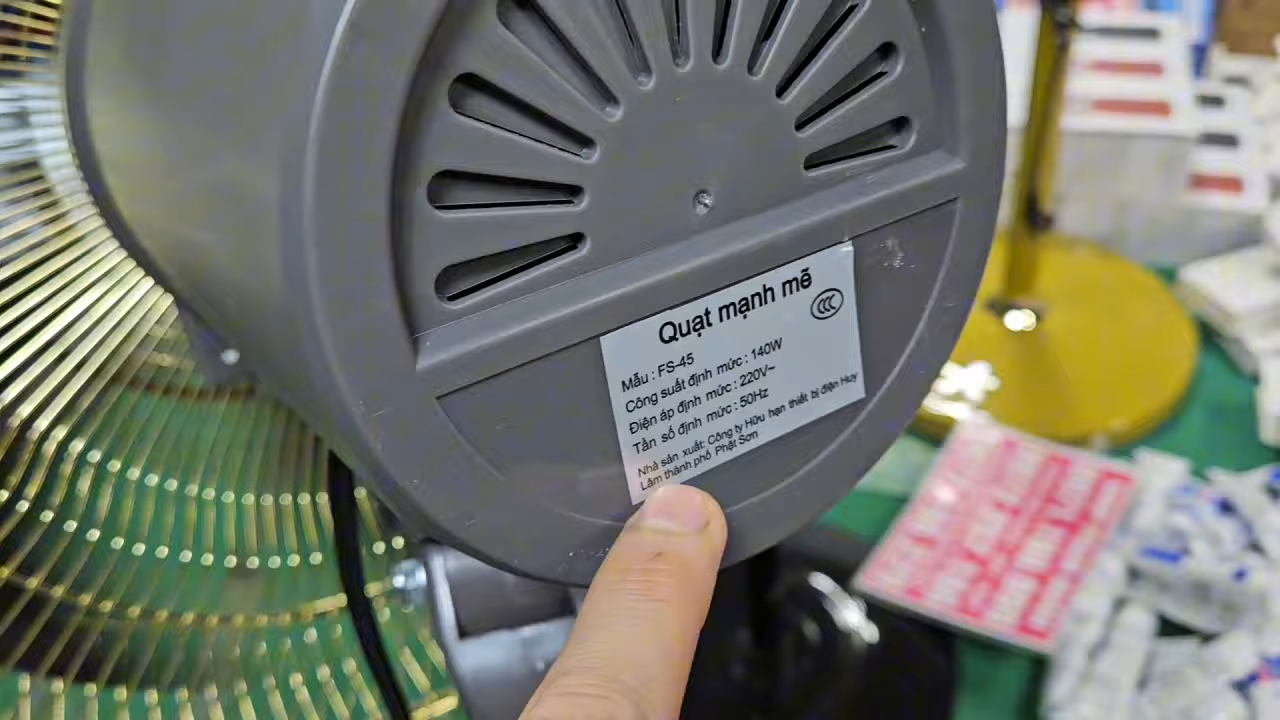 Quạt mạnh mẽ
CCC
Mẫu : FS-45
Công suất định mức : 140W
Điện áp định mức : 220V~
Tần số định mức : 50Hz
Nhà sản xuất: Công ty Hữu hạn thiết bị điện Huy
Lâm thành phố Phật Sơn